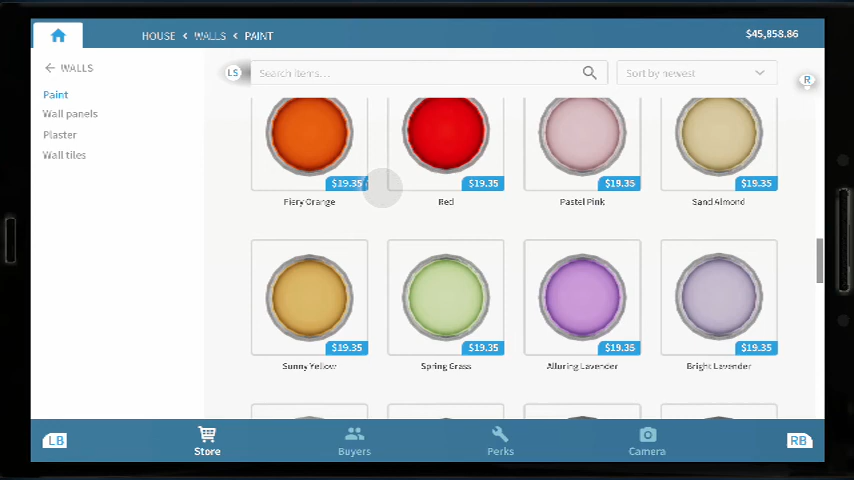 HOUSE < WALLS < PAINT
$45,858.86
← WALLS
LS
Search items...
Sort by newest
R
Paint
Wall panels
Plaster
Wall tiles
$19.35 $19.35 $19.35 $19.35
Fiery Orange Red Pastel Pink Sand Almond
$19.35 $19.35 $19.35 $19.35
Sunny Yellow Spring Grass Alluring Lavender Bright Lavender
LB
Store
Buyers
Perks
Camera
RB